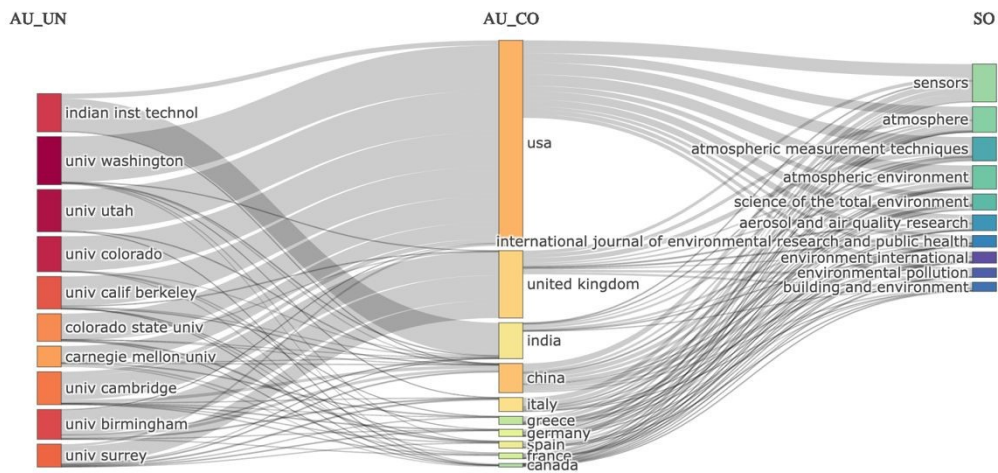 AU_UN
AU_CO
SO
indian inst technol
univ washington
univ utah
univ colorado
univ calif berkeley
colorado state univ
carnegie mellon univ
univ cambridge
univ birmingham
univ surrey
usa
united kingdom
india
china
italy
greece
germany
spain
france
canada
sensors
atmosphere
atmospheric measurement techniques
atmospheric environment
science of the total environment
aerosol and air quality research
international journal of environmental research and public health
environment international
environmental pollution
building and environment